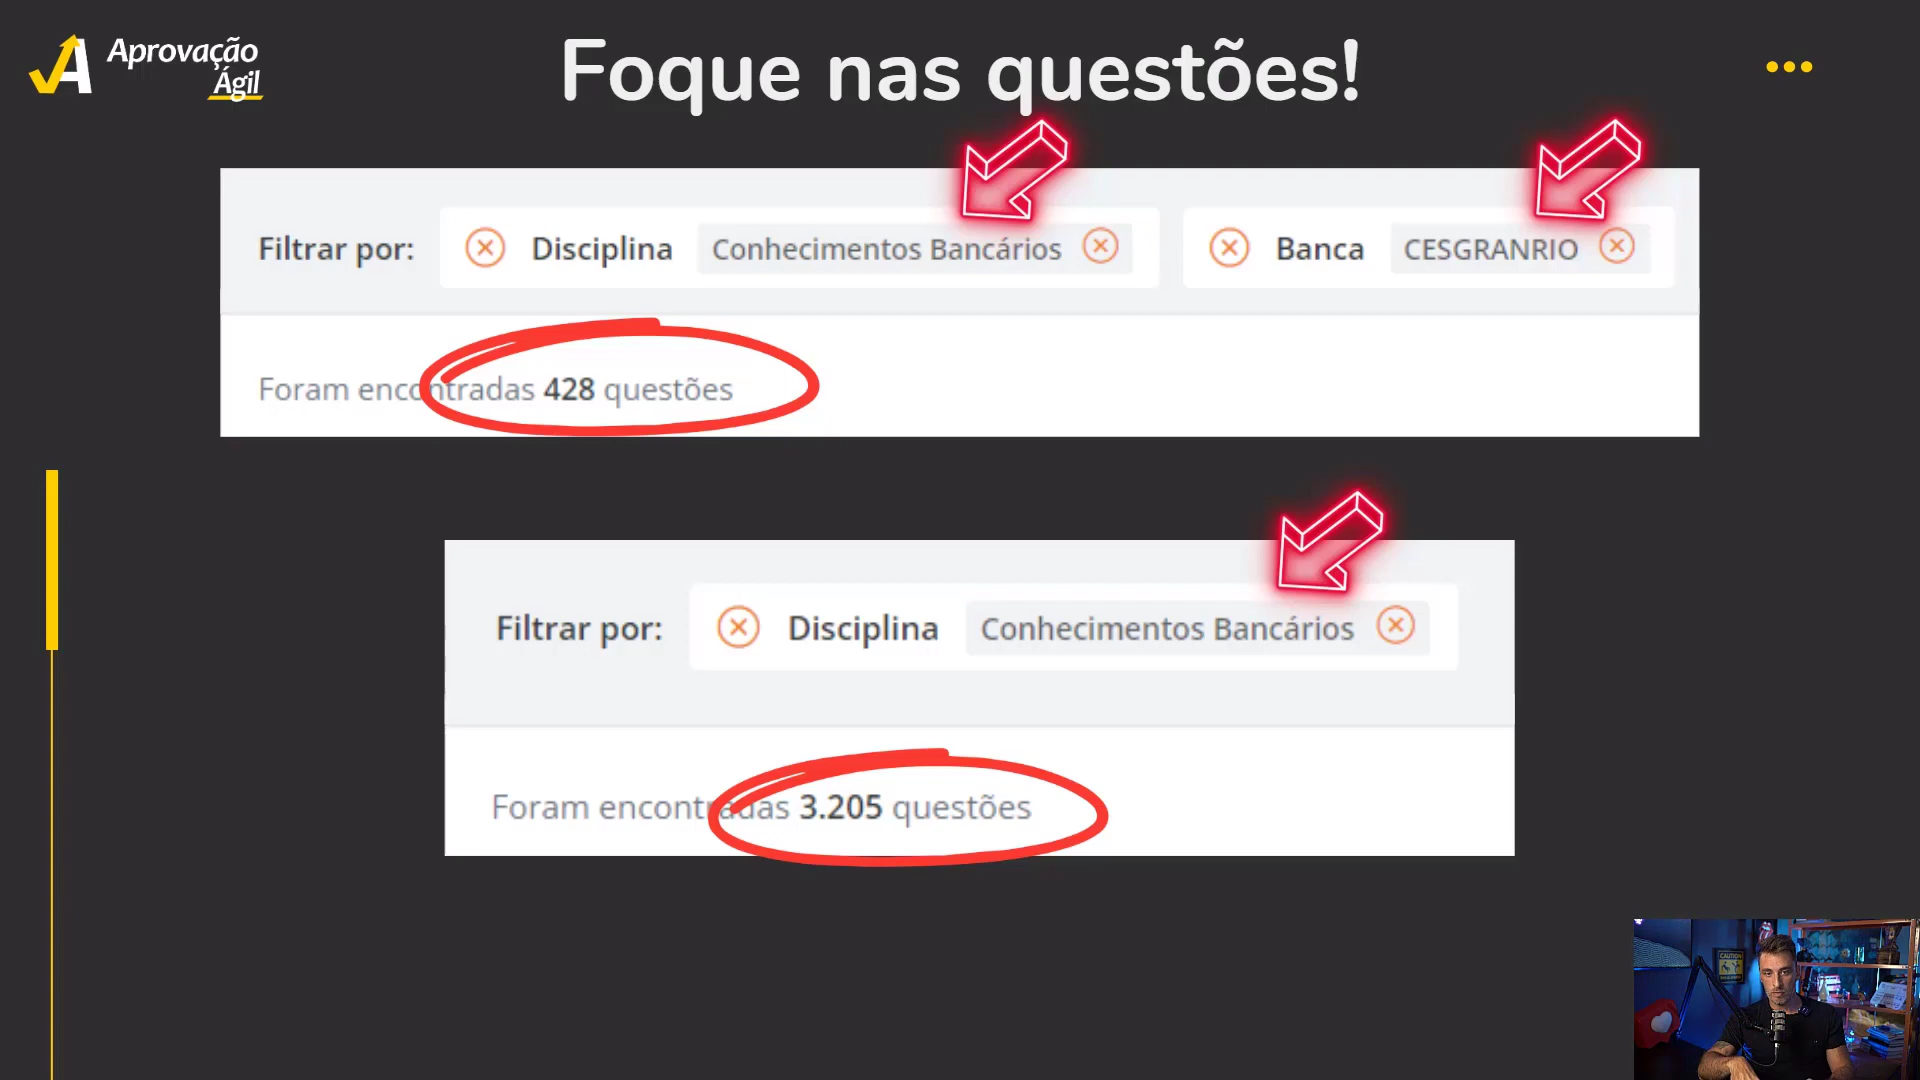 Aprovação
Ágil
Foque nas questões!
Filtrar por: Disciplina Conhecimentos Bancários Banca CESGRANRIO
Foram encontradas 428 questões
Filtrar por: Disciplina Conhecimentos Bancários
Foram encontradas 3.205 questões
CAUTION